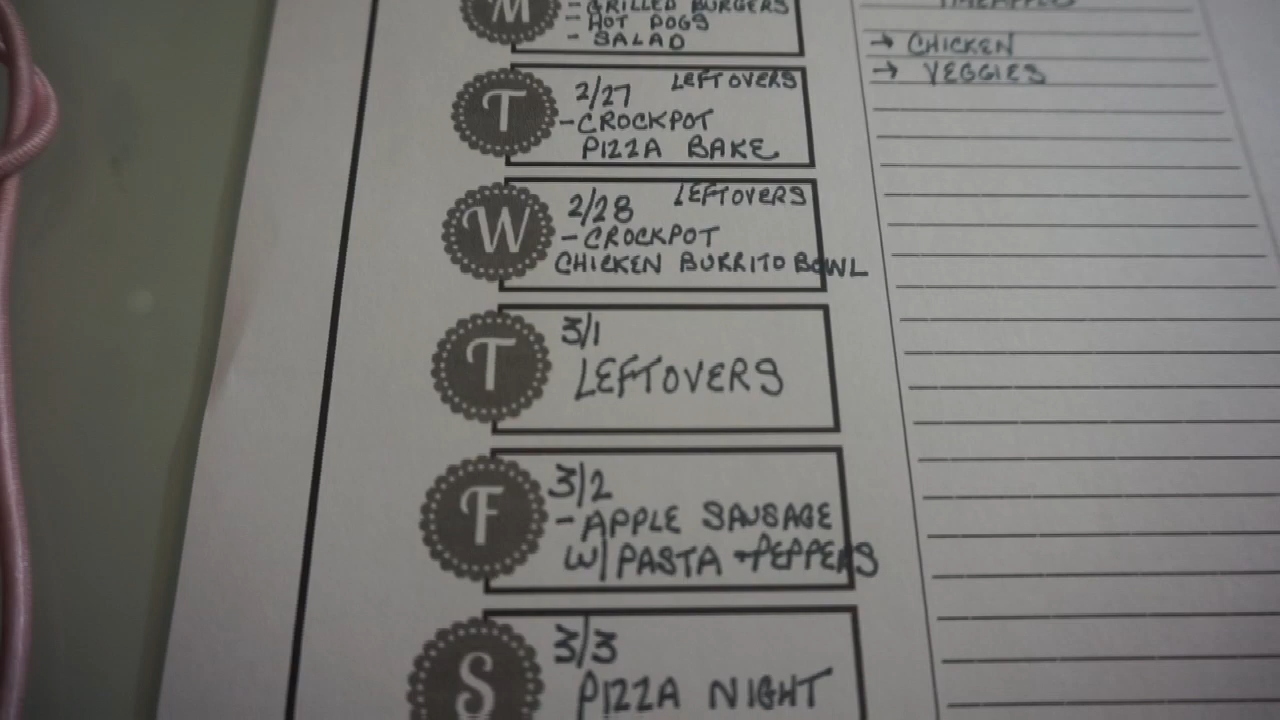 M
- GRILLED BURGERS
- HOT DOGS
- SALAD
T
2/27 LEFTOVERS
- CROCKPOT
PIZZA BAKE
W
2/28 LEFTOVERS
- CROCKPOT
CHICKEN BURRITO BOWL
T
3/1
LEFTOVERS
F
3/2
- APPLE SAUSAGE
W/ PASTA + PEPPERS
S
3/3
PIZZA NIGHT
→ CHICKEN
→ VEGGIES